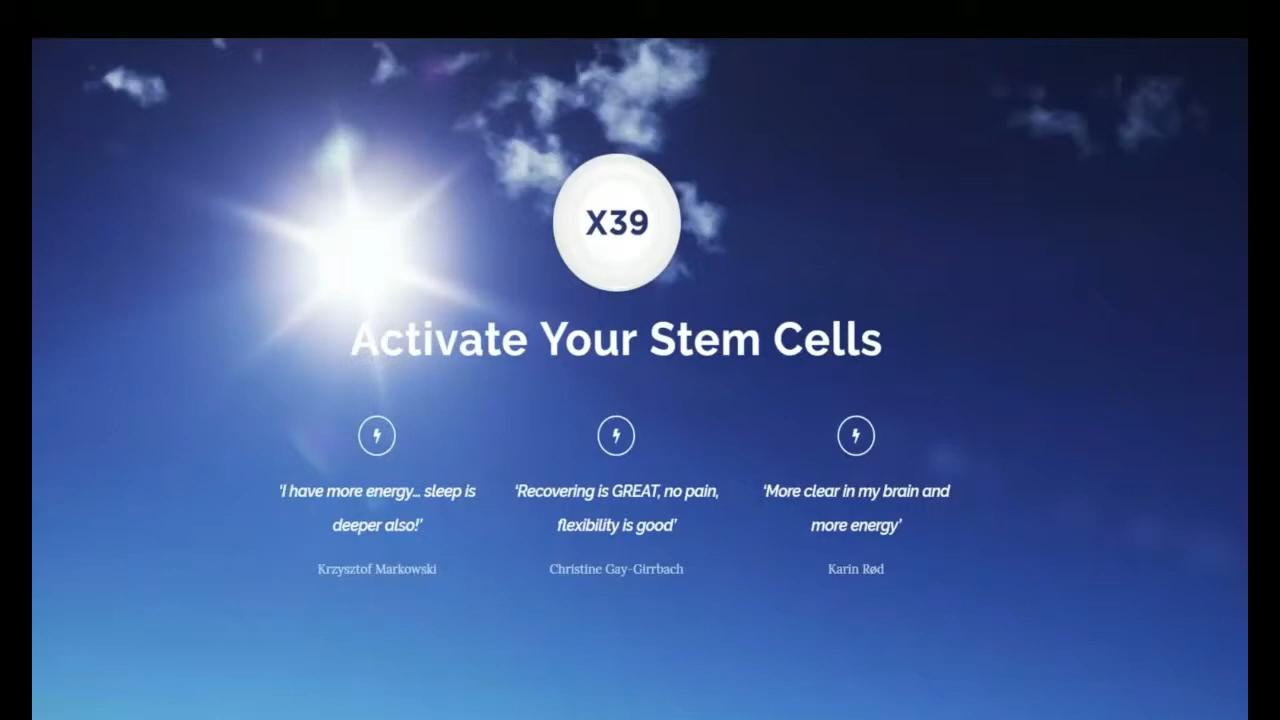 X39
Activate Your Stem Cells
'I have more energy... sleep is
deeper also!'
Krzysztof Markowski
'Recovering is GREAT, no pain,
flexibility is good'
Christine Gay-Girrbach
'More clear in my brain and
more energy'
Karin Rød